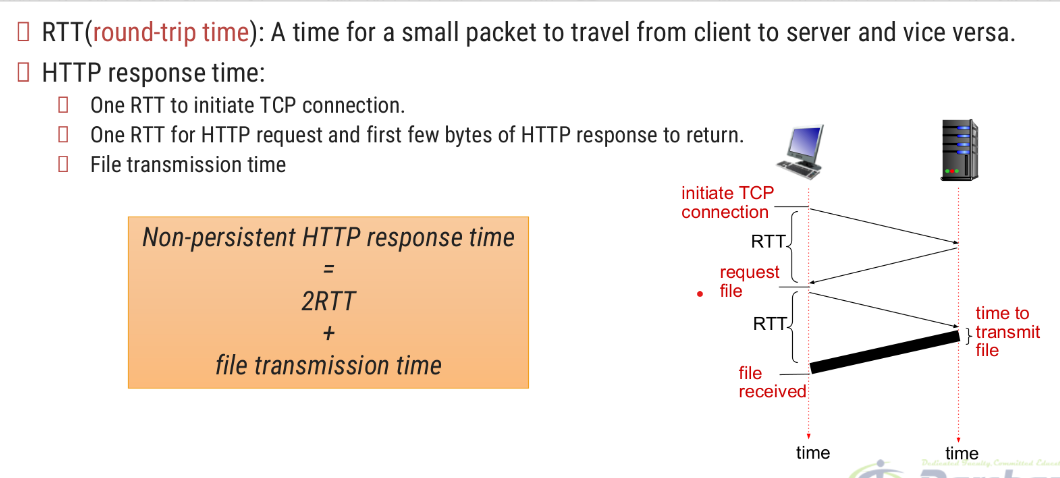 RTT(round-trip time): A time for a small packet to travel from client to server and vice versa.
HTTP response time:
One RTT to initiate TCP connection.
One RTT for HTTP request and first few bytes of HTTP response to return.
File transmission time
Non-persistent HTTP response time
=
2RTT
+
file transmission time
initiate TCP
connection
RTT
request
• file
RTT
time to
transmit
file
file
received
time
time